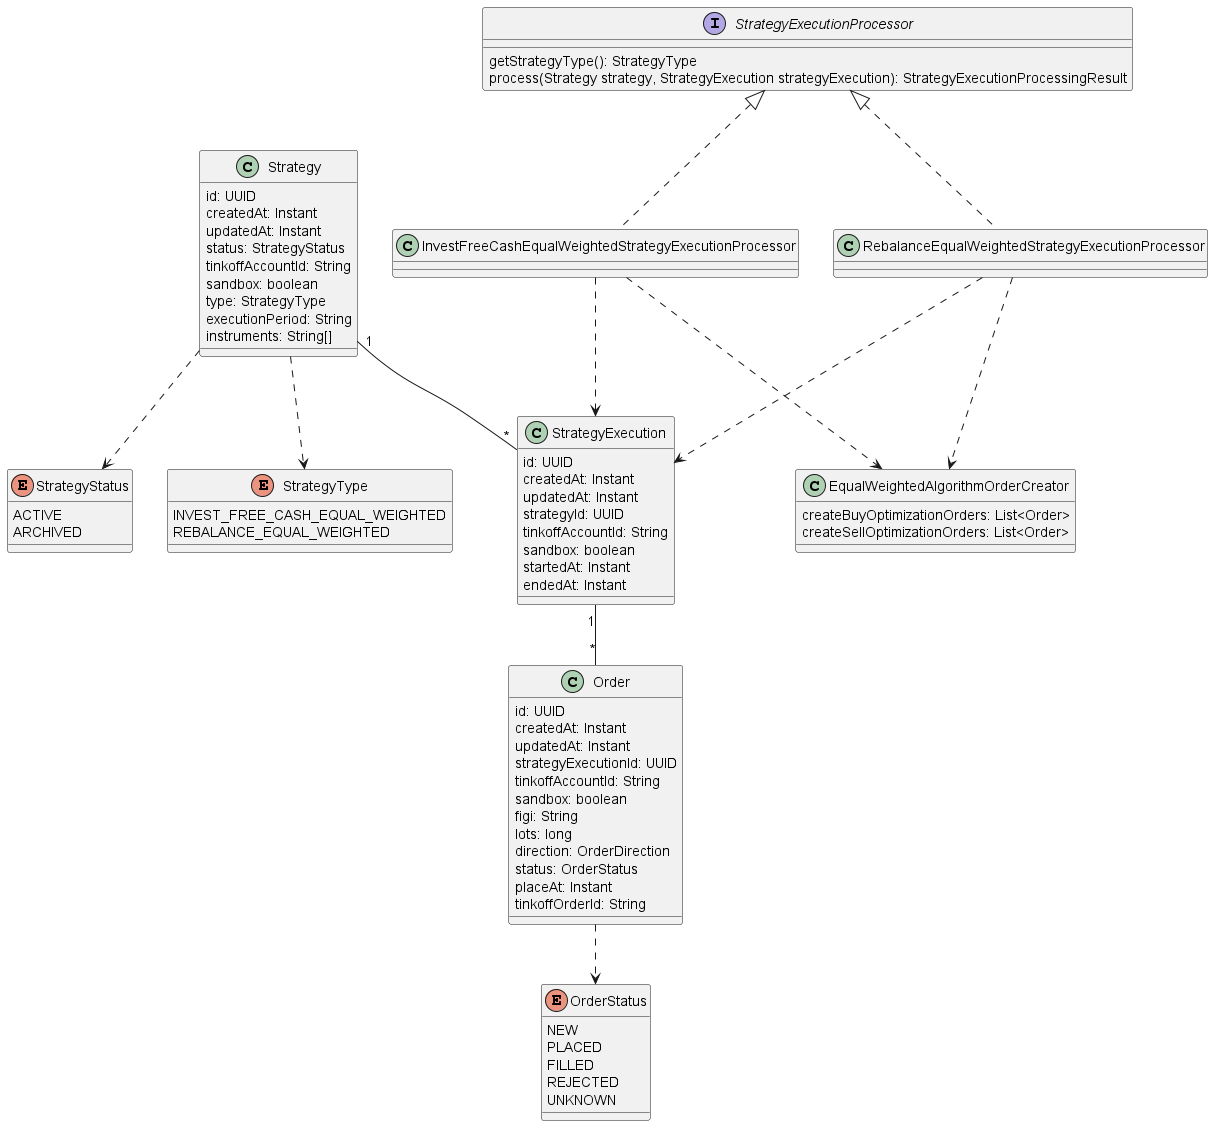 I StrategyExecutionProcessor
getStrategyType(): StrategyType
process(Strategy strategy, StrategyExecution strategyExecution): StrategyExecutionProcessingResult
C Strategy
id: UUID
createdAt: Instant
updatedAt: Instant
status: StrategyStatus
tinkoffAccountId: String
sandbox: boolean
type: StrategyType
executionPeriod: String
instruments: String[]
C InvestFreeCashEqualWeightedStrategyExecutionProcessor
C RebalanceEqualWeightedStrategyExecutionProcessor
1
*
E StrategyStatus
ACTIVE
ARCHIVED
E StrategyType
INVEST_FREE_CASH_EQUAL_WEIGHTED
REBALANCE_EQUAL_WEIGHTED
C StrategyExecution
id: UUID
createdAt: Instant
updatedAt: Instant
strategyId: UUID
tinkoffAccountId: String
sandbox: boolean
startedAt: Instant
endedAt: Instant
C EqualWeightedAlgorithmOrderCreator
createBuyOptimizationOrders: List<Order>
createSellOptimizationOrders: List<Order>
1
*
C Order
id: UUID
createdAt: Instant
updatedAt: Instant
strategyExecutionId: UUID
tinkoffAccountId: String
sandbox: boolean
figi: String
lots: long
direction: OrderDirection
status: OrderStatus
placeAt: Instant
tinkoffOrderId: String
E OrderStatus
NEW
PLACED
FILLED
REJECTED
UNKNOWN